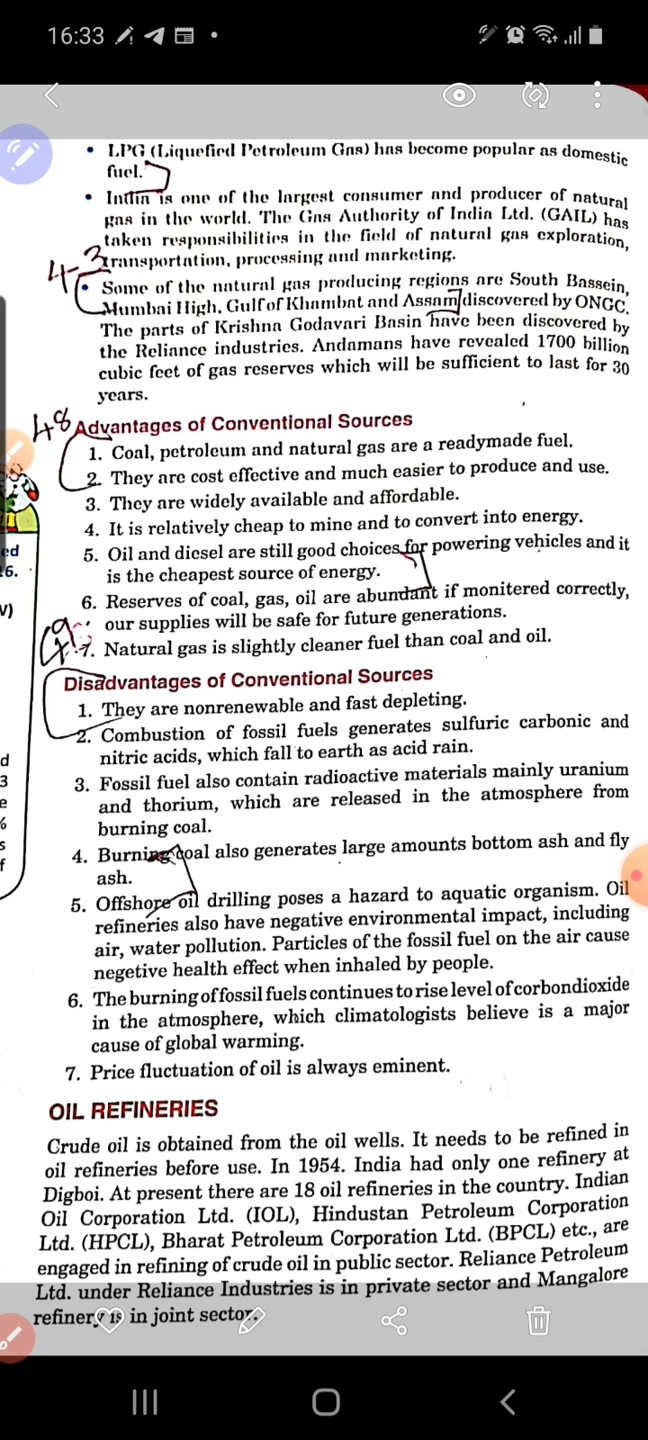 16:33
• LPG (Liquefied Petroleum Gas) has become popular as domestic
fuel.
• India is one of the largest consumer and producer of natural
gas in the world. The Gas Authority of India Ltd. (GAIL) has
taken responsibilities in the field of natural gas exploration,
transportation, processing and marketing.
• Some of the natural gas producing regions are South Bassein,
Mumbai High, Gulf of Khambat and Assam discovered by ONGC.
The parts of Krishna Godavari Basin have been discovered by
the Reliance industries. Andamans have revealed 1700 billion
cubic feet of gas reserves which will be sufficient to last for 30
years.
48
Advantages of Conventional Sources
1. Coal, petroleum and natural gas are a readymade fuel.
2. They are cost effective and much easier to produce and use.
3. They are widely available and affordable.
4. It is relatively cheap to mine and to convert into energy.
5. Oil and diesel are still good choices for powering vehicles and it
is the cheapest source of energy.
6. Reserves of coal, gas, oil are abundant if monitered correctly,
our supplies will be safe for future generations.
7. Natural gas is slightly cleaner fuel than coal and oil.
Disadvantages of Conventional Sources
1. They are nonrenewable and fast depleting.
2. Combustion of fossil fuels generates sulfuric carbonic and
nitric acids, which fall to earth as acid rain.
3. Fossil fuel also contain radioactive materials mainly uranium
and thorium, which are released in the atmosphere from
burning coal.
4. Burning coal also generates large amounts bottom ash and fly
ash.
5. Offshore oil drilling poses a hazard to aquatic organism. Oil
refineries also have negative environmental impact, including
air, water pollution. Particles of the fossil fuel on the air cause
negetive health effect when inhaled by people.
6. The burning of fossil fuels continues to rise level of corbondioxide
in the atmosphere, which climatologists believe is a major
cause of global warming.
7. Price fluctuation of oil is always eminent.
OIL REFINERIES
Crude oil is obtained from the oil wells. It needs to be refined in
oil refineries before use. In 1954. India had only one refinery at
Digboi. At present there are 18 oil refineries in the country. Indian
Oil Corporation Ltd. (IOL), Hindustan Petroleum Corporation
Ltd. (HPCL), Bharat Petroleum Corporation Ltd. (BPCL) etc., are
engaged in refining of crude oil in public sector. Reliance Petroleum
Ltd. under Reliance Industries is in private sector and Mangalore
refinery is in joint sector.